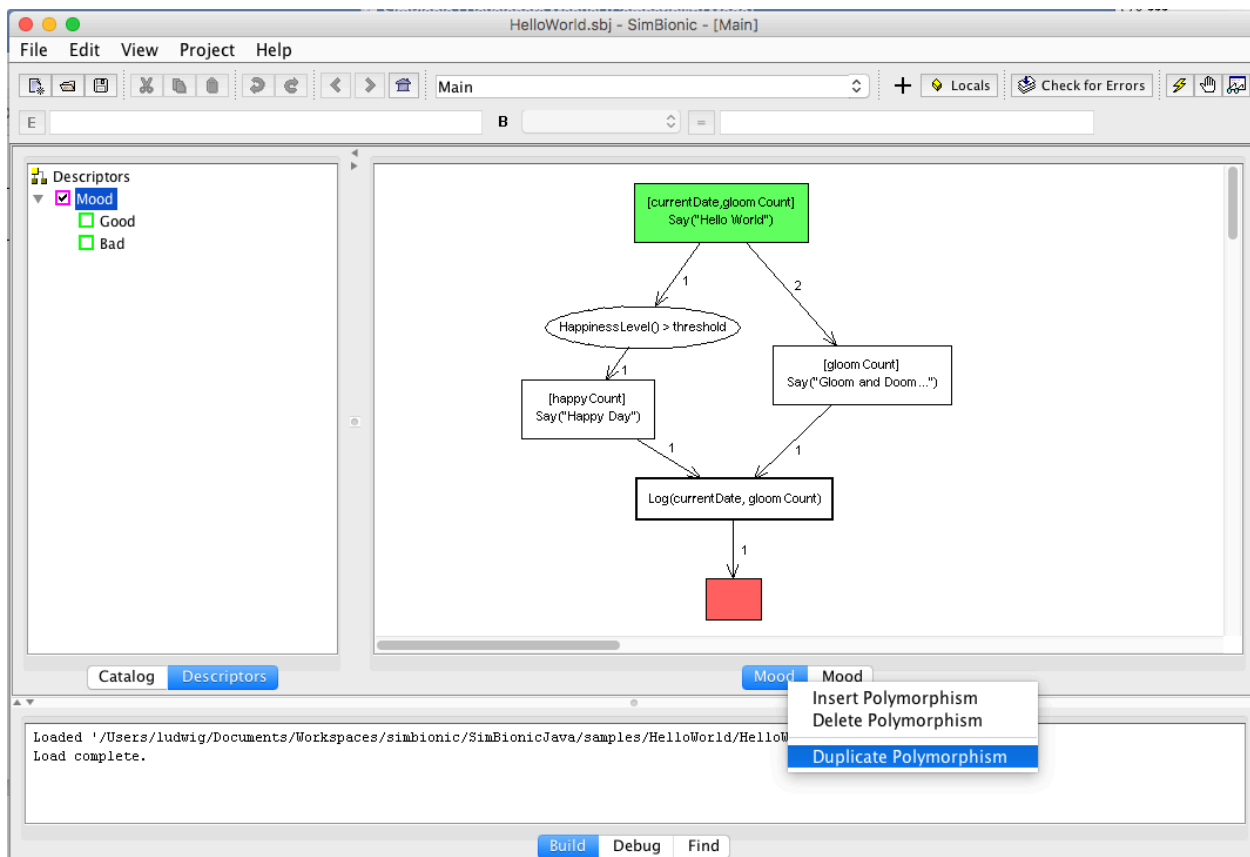 HelloWorld.sbj - SimBionic - [Main]
File Edit View Project Help
Main
Locals
Check for Errors
E
B
=
Descriptors
Mood
Good
Bad
[currentDate,gloomCount]
Say("Hello World")
1
2
HappinessLevel() > threshold
1
[gloomCount]
Say("Gloom and Doom...")
[happyCount]
Say("Happy Day")
1
1
Log(currentDate, gloomCount)
1
Catalog Descriptors
Mood Mood
Insert Polymorphism
Delete Polymorphism
Duplicate Polymorphism
Loaded '/Users/ludwig/Documents/Workspaces/simbionic/SimBionicJava/samples/HelloWorld/HelloW
Load complete.
Build Debug Find